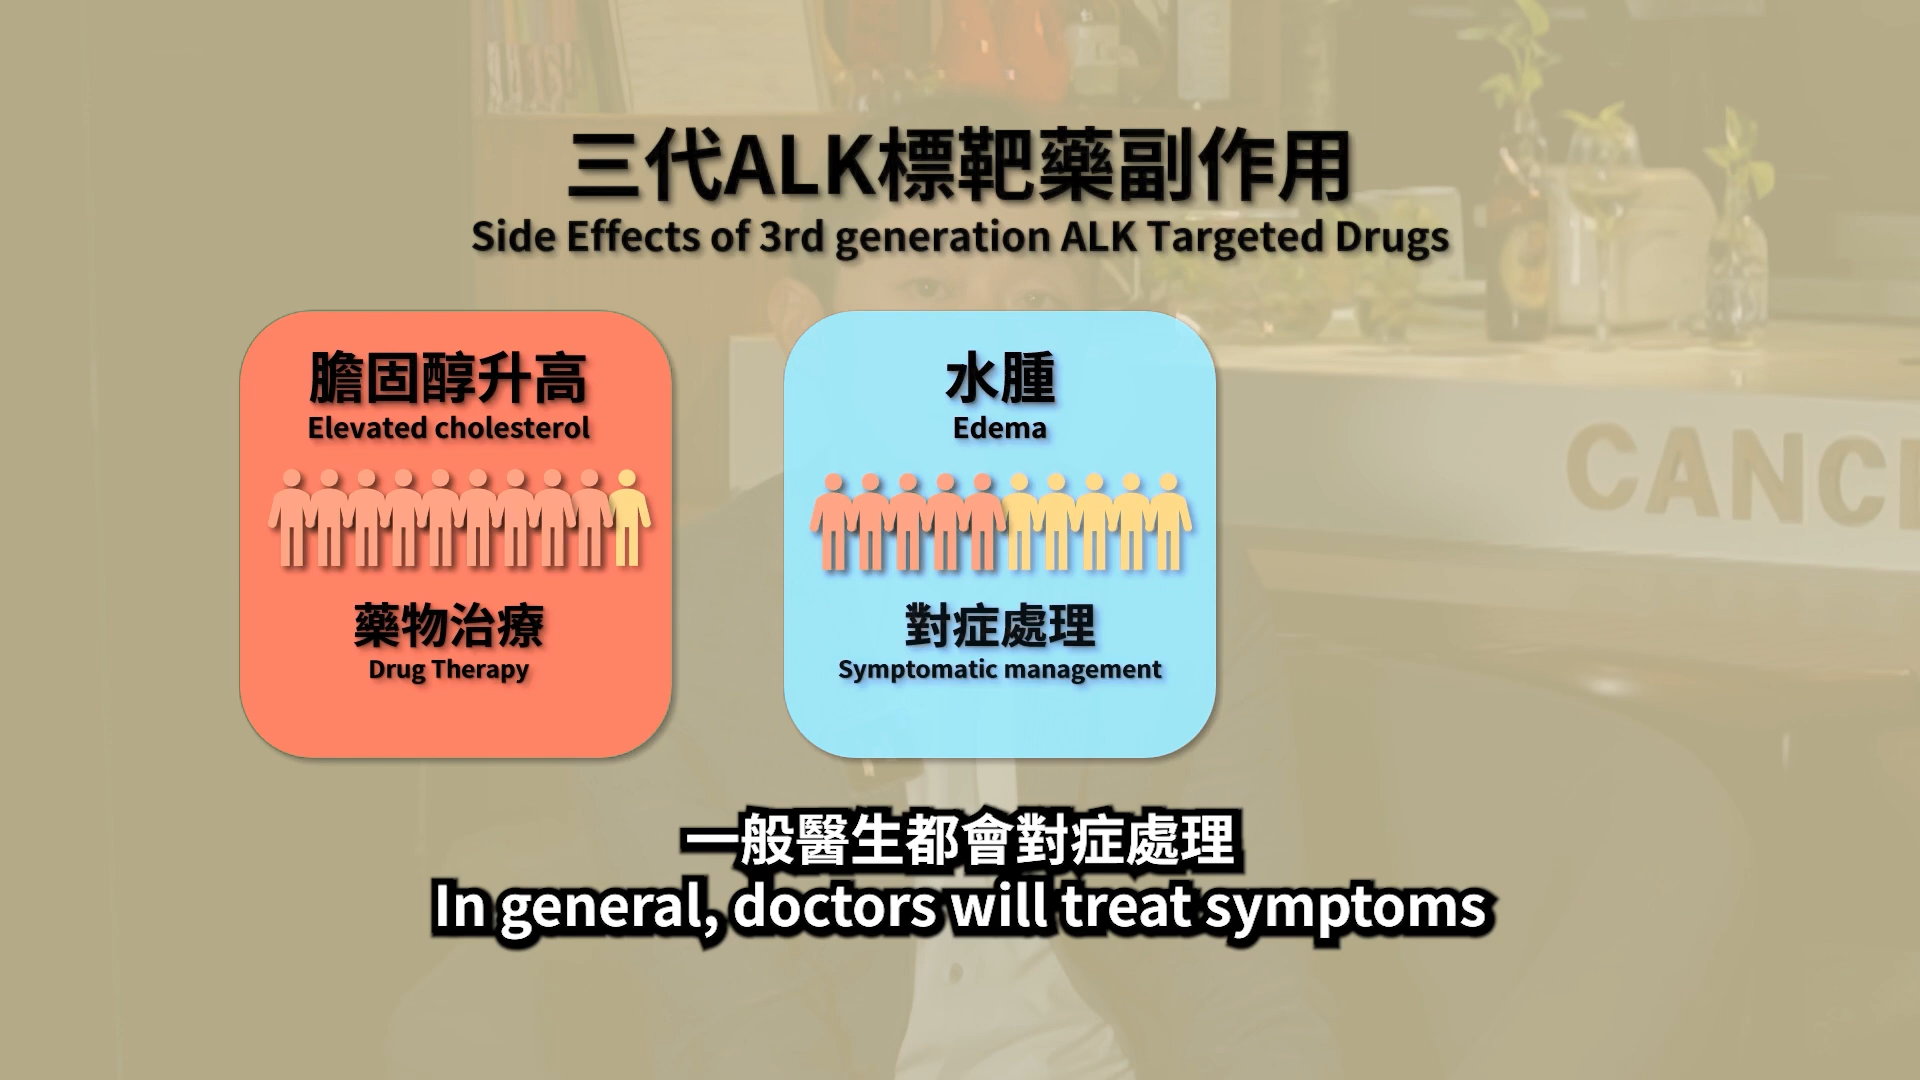 三代ALK標靶藥副作用
Side Effects of 3rd generation ALK Targeted Drugs
膽固醇升高
Elevated cholesterol
藥物治療
Drug Therapy
水腫
Edema
對症處理
Symptomatic management
CANC
一般醫生都會對症處理
In general, doctors will treat symptoms